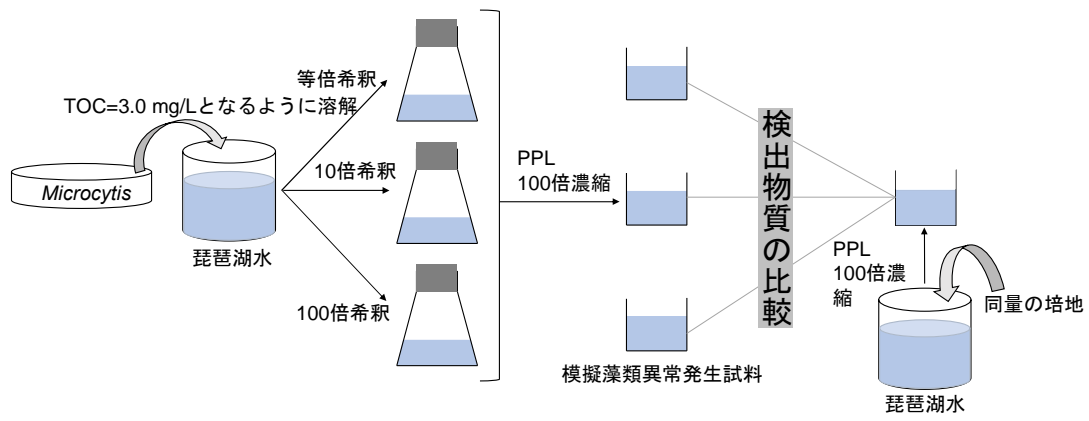 TOC=3.0 mg/Lとなるように溶解
Microcytis
琵琶湖水
等倍希釈
10倍希釈
100倍希釈
PPL
100倍濃縮
模擬藻類異常発生試料
検出物質の比較
PPL
100倍濃
縮
同量の培地
琵琶湖水